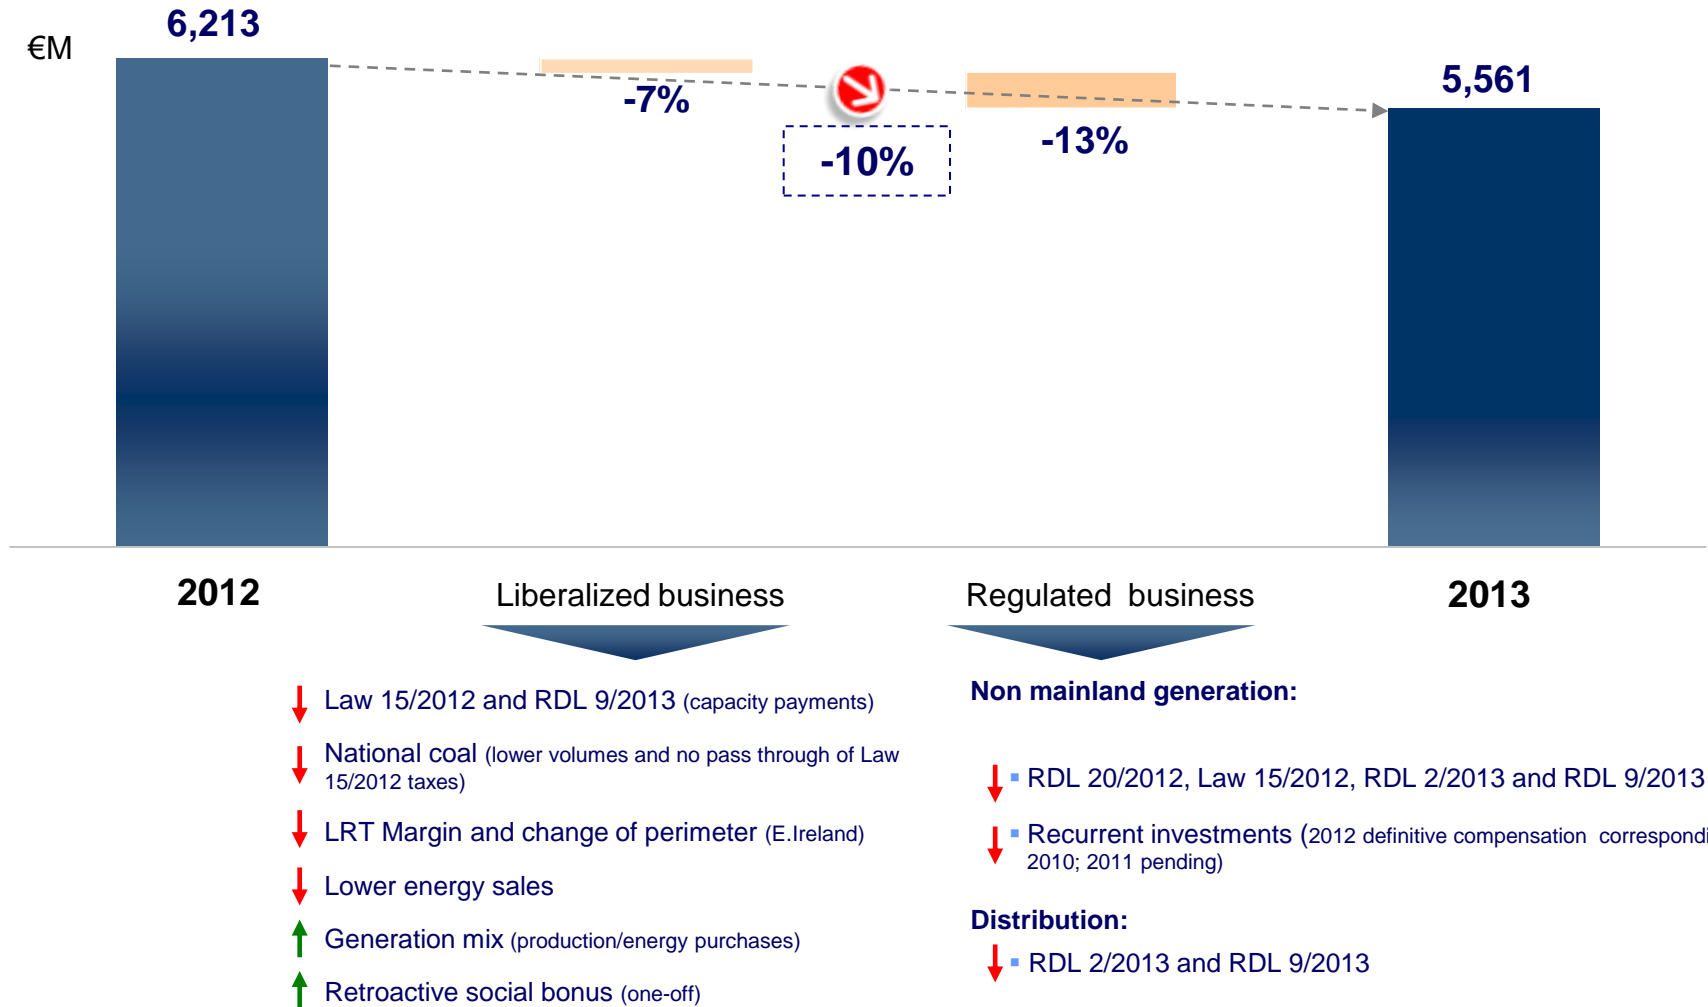 €M
6,213
-7%
-10%
-13%
5,561
2012
Liberalized business
Regulated  business
2013
Law 15/2012 and RDL 9/2013 (capacity payments)
National coal (lower volumes and no pass through of Law
15/2012 taxes)
LRT Margin and change of perimeter (E.Ireland)
Lower energy sales
Generation mix (production/energy purchases)
Retroactive social bonus (one-off)
Non mainland generation:
▪ RDL 20/2012, Law 15/2012, RDL 2/2013 and RDL 9/2013
▪ Recurrent investments (2012 definitive compensation  correspondi
2010; 2011 pending)
Distribution:
▪ RDL 2/2013 and RDL 9/2013